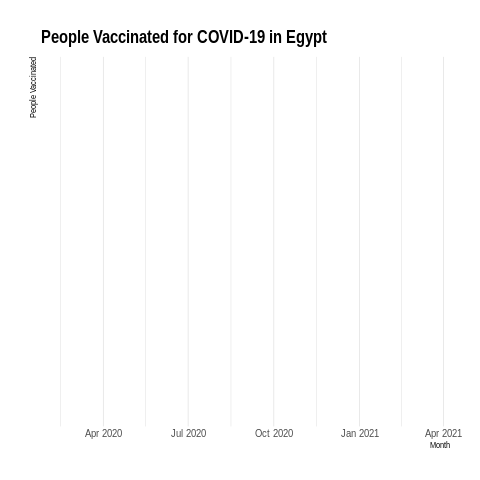 People Vaccinated for COVID-19 in Egypt
People Vaccinated
Apr 2020
Jul 2020
Oct 2020
Jan 2021
Apr 2021
Month